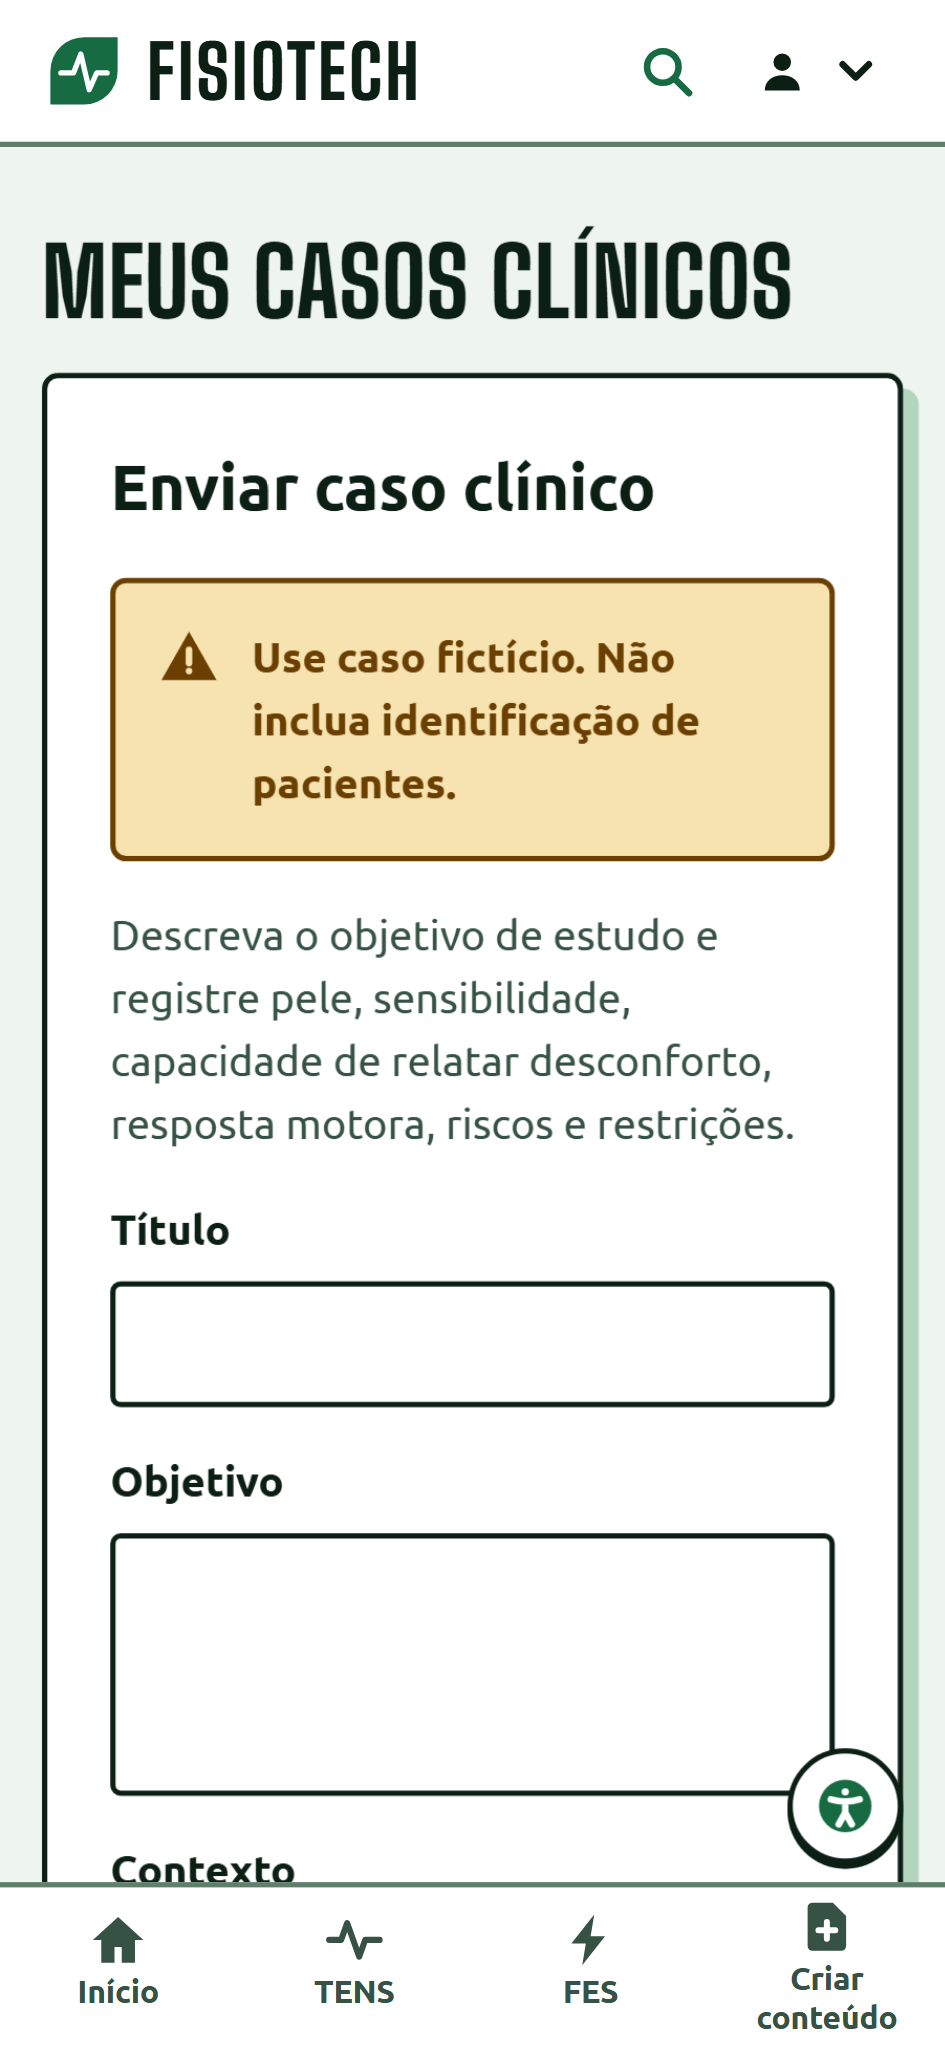 FISIOTECH
MEUS CASOS CLÍNICOS
Enviar caso clínico
Use caso fictício. Não
inclua identificação de
pacientes.
Descreva o objetivo de estudo e
registre pele, sensibilidade,
capacidade de relatar desconforto,
resposta motora, riscos e restrições.
Título
Objetivo
Contexto
Início
TENS
FES
Criar
conteúdo